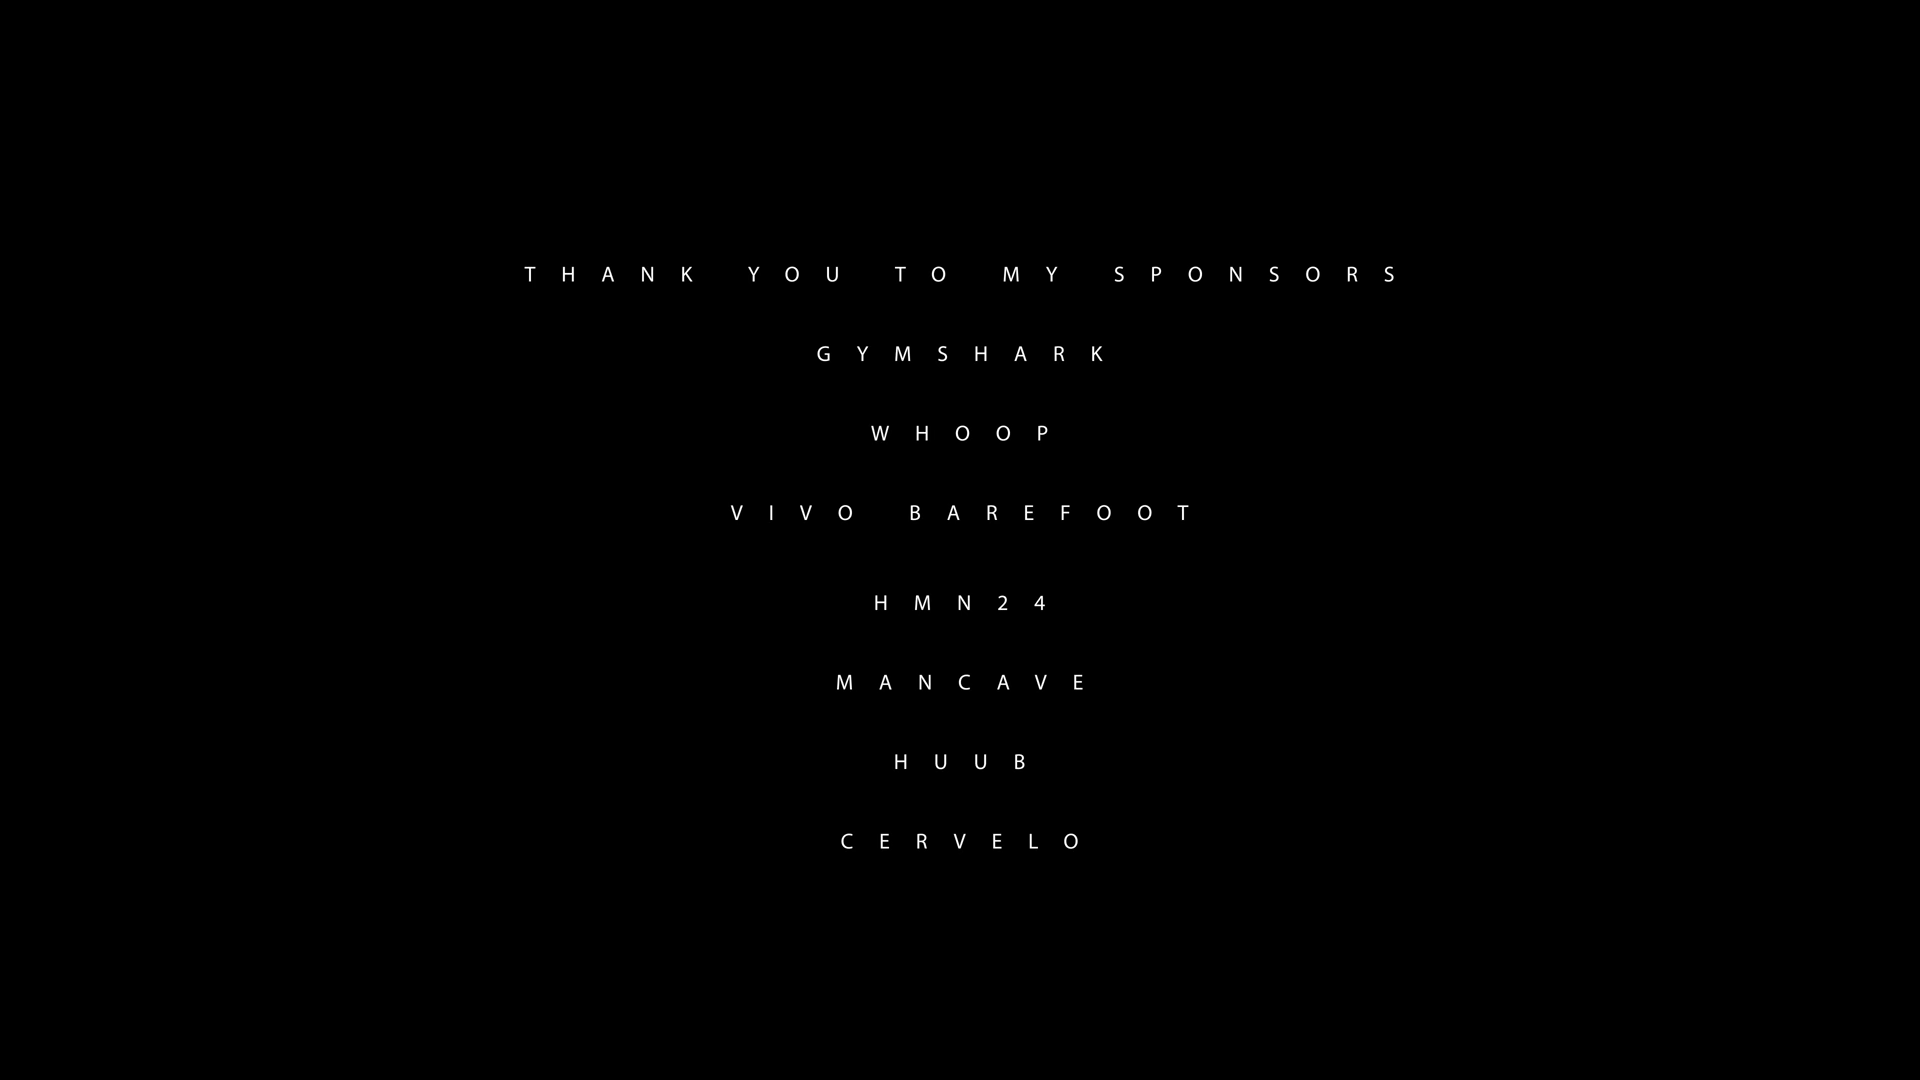 THANK YOU TO MY SPONSORS
GYMSHARK
WHOOP
VIVO BAREFOOT
HMN24
MANCAVE
HUUB
CERVELO